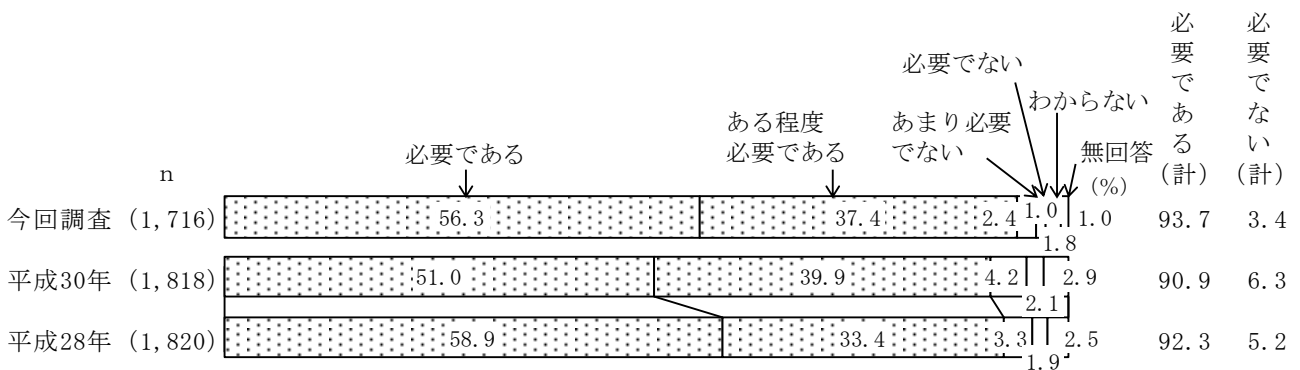 必要である（計）
必要でない（計）
必要でない
わからない
ある程度
必要である
あまり必要
でない
必要である
無回答
n
(%)
今回調査 (1,716) 56.3 37.4 2.4 1.0 1.8 1.0 93.7 3.4
平成30年 (1,818) 51.0 39.9 4.2 2.1 2.9 90.9 6.3
平成28年 (1,820) 58.9 33.4 3.3 1.9 2.5 92.3 5.2